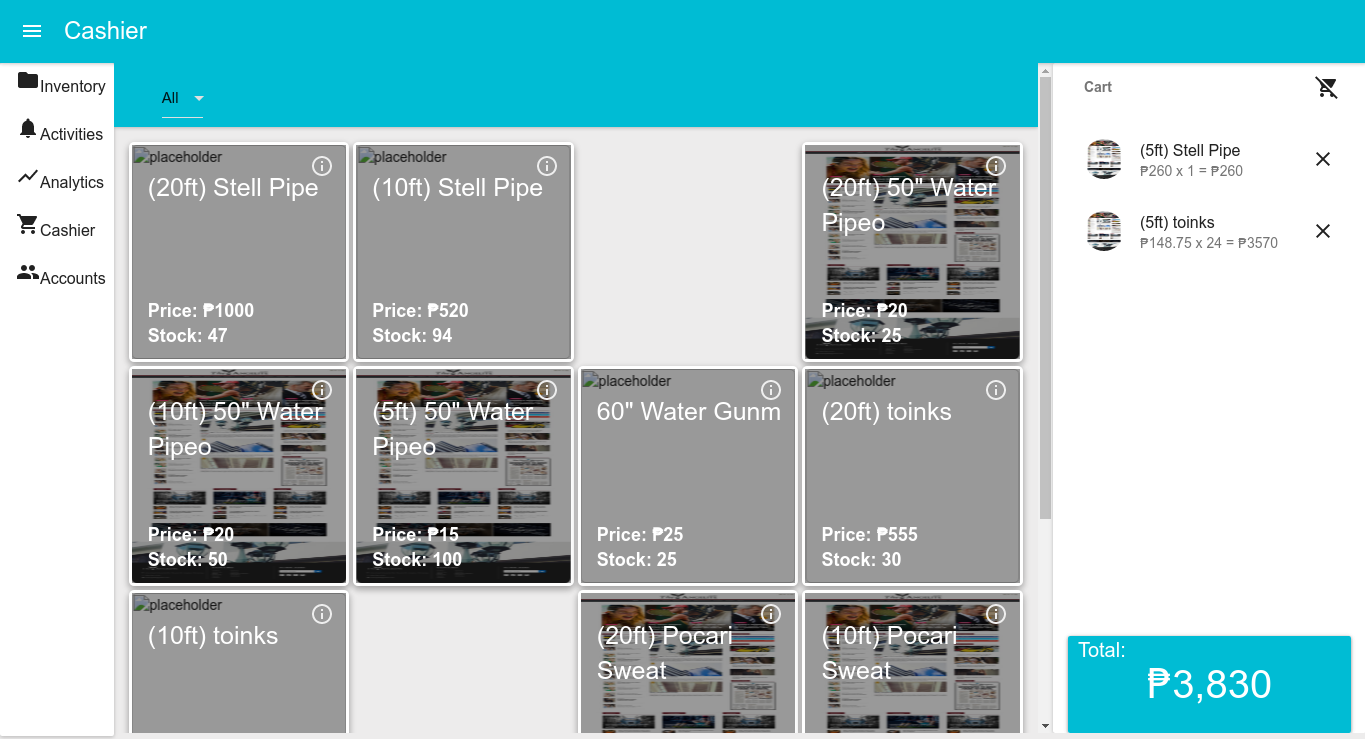 Cashier
Inventory
Activities
Analytics
Cashier
Accounts
All
placeholder
(20ft) Stell Pipe
Price: ₱1000
Stock: 47
placeholder
(10ft) Stell Pipe
Price: ₱520
Stock: 94
(20ft) 50" Water
Pipeo
Price: ₱20
Stock: 25
(10ft) 50" Water
Pipeo
Price: ₱20
Stock: 50
(5ft) 50" Water
Pipeo
Price: ₱15
Stock: 100
placeholder
60" Water Gunm
Price: ₱25
Stock: 25
placeholder
(20ft) toinks
Price: ₱555
Stock: 30
placeholder
(10ft) toinks
(20ft) Pocari
Sweat
(10ft) Pocari
Sweat
Cart
(5ft) Stell Pipe
₱260 x 1 = ₱260
(5ft) toinks
₱148.75 x 24 = ₱3570
Total:
₱3,830